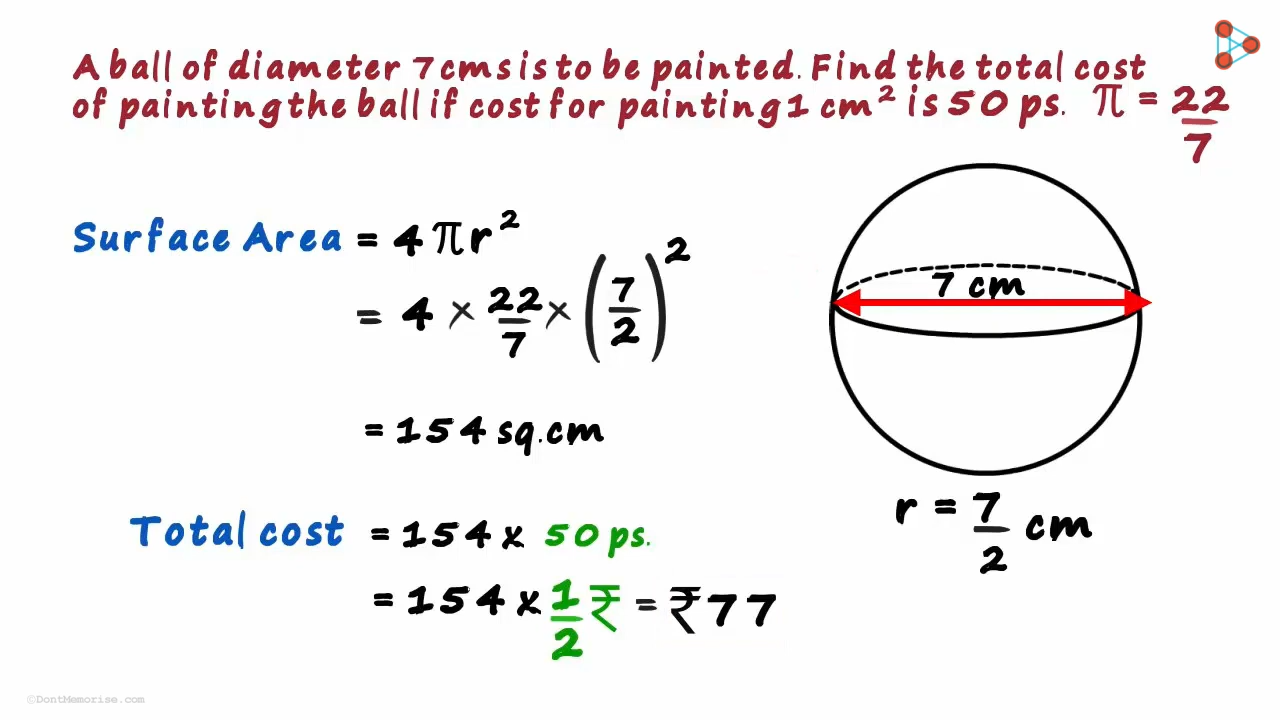 A ball of diameter 7 cms is to be painted. Find the total cost
of painting the ball if cost for painting 1 cm² is 50 ps. π = 22/7
Surface Area = 4πr²
= 4 × 22/7 × (7/2)²
= 154 sq.cm
Total cost = 154 x 50 ps.
= 154 x 1/2 ₹ = ₹ 77
7 cm
r = 7/2 cm
©DontMemorise.com